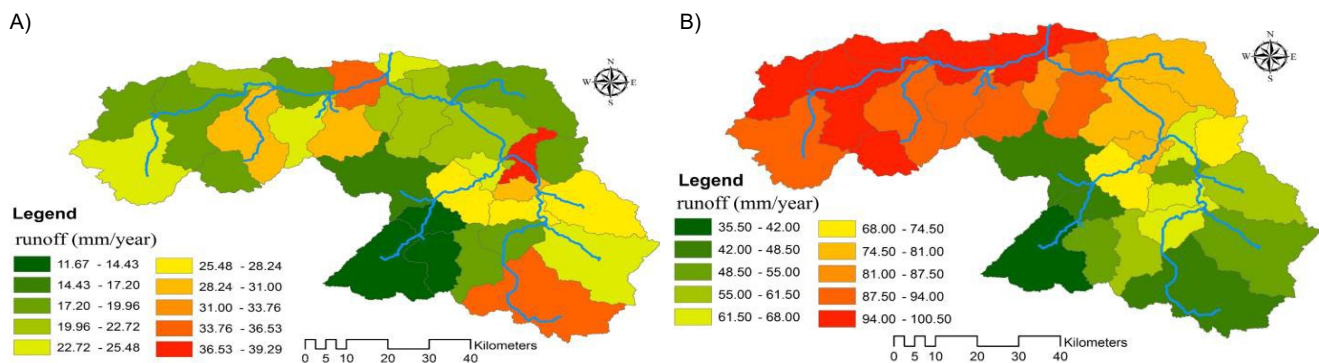 A)
N
W E
S
Legend
runoff (mm/year)
11.67 - 14.43
14.43 - 17.20
17.20 - 19.96
19.96 - 22.72
22.72 - 25.48
25.48 - 28.24
28.24 - 31.00
31.00 - 33.76
33.76 - 36.53
36.53 - 39.29
Kilometers
0 5 10 20 30 40
B)
N
W E
S
Legend
runoff (mm/year)
35.50 - 42.00
42.00 - 48.50
48.50 - 55.00
55.00 - 61.50
61.50 - 68.00
68.00 - 74.50
74.50 - 81.00
81.00 - 87.50
87.50 - 94.00
94.00 - 100.50
Kilometers
0 5 10 20 30 40